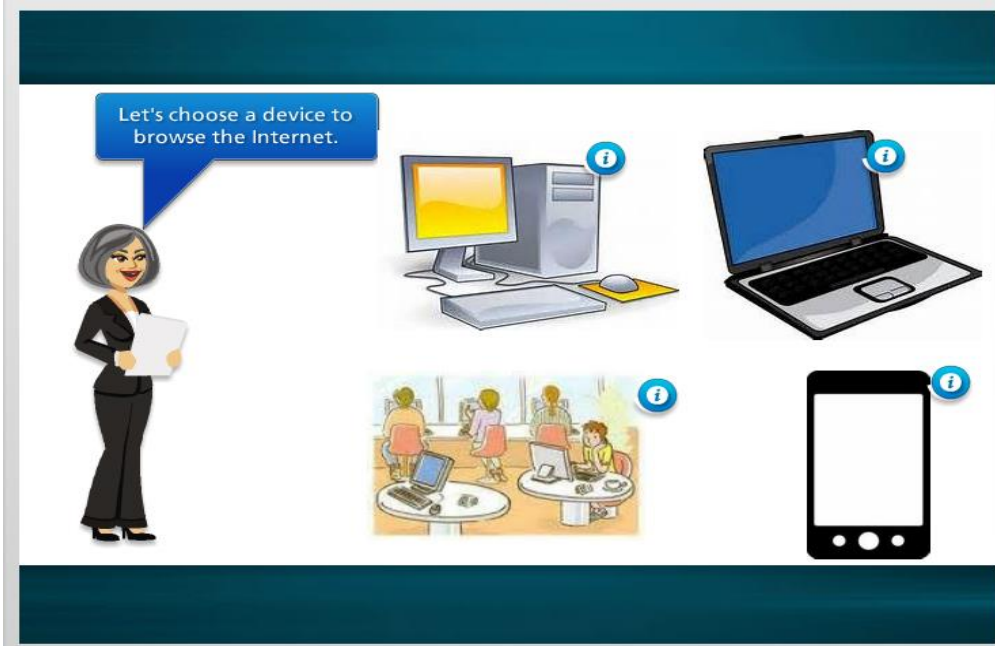 Let's choose a device to
browse the Internet.
i
i
i
i